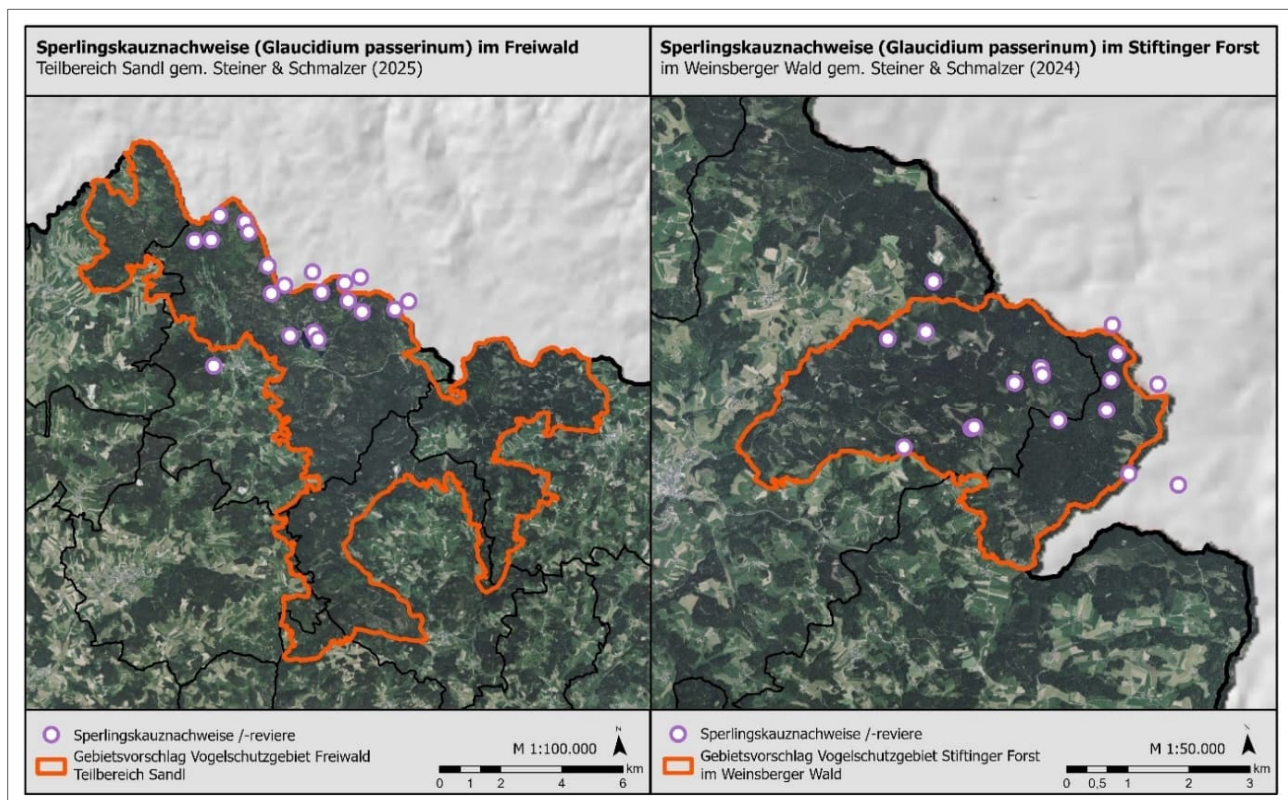 Sperlingskauznachweise (Glaucidium passerinum) im Freiwald
Teilbereich Sandl gem. Steiner & Schmalzer (2025)
Sperlingskauznachweise /-reviere
Gebietsvorschlag Vogelschutzgebiet Freiwald
Teilbereich Sandl
M 1:100.000
N
km
0 1 2 4 6
Sperlingskauznachweise (Glaucidium passerinum) im Stiftinger Forst
im Weinsberger Wald gem. Steiner & Schmalzer (2024)
Sperlingskauznachweise /-reviere
Gebietsvorschlag Vogelschutzgebiet Stiftinger Forst
im Weinsberger Wald
M 1:50.000
km
0 0,5 1 2 3